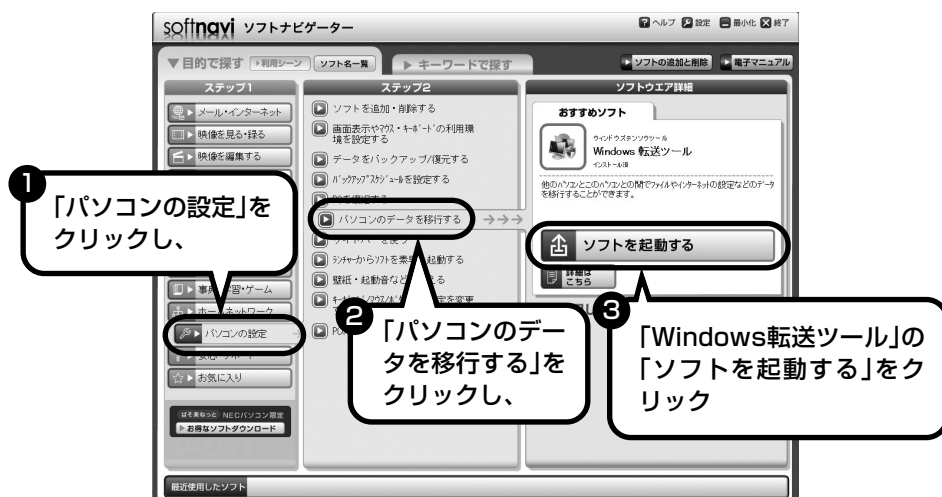 softnavi ソフトナビゲーター
ヘルプ 設定 最小化 終了
▼目的で探す 利用シーン ソフト名一覧 ▶キーワードで探す ソフトの追加と削除 電子マニュアル
ステップ1
メール・インターネット
映像を見る・録る
映像を編集する
事典・学習・ゲーム
ホームネットワーク
パソコンの設定
お気に入り
ぱそまねっと NECパソコン限定
お得なソフトダウンロード
ステップ2
ソフトを追加・削除する
画面表示やマウス・キーボードの利用環
境を設定する
データをバックアップ/復元する
バックアップスケジュールを設定する
パソコンのデータを移行する →→→
ランチャーからソフトを素早く起動する
ソフトウエア詳細
おすすめソフト
ウィンドウズテンソウツール
Windows 転送ツール
インストール済
他のパソコンとこのパソコンとの間でファイルやインターネットの設定などのデータ
を移行することができます。
ソフトを起動する
詳細は
こちら
最近使用したソフト
1
「パソコンの設定」を
クリックし、
2
「パソコンのデー
タを移行する」を
クリックし、
3
「Windows転送ツール」の
「ソフトを起動する」をク
リック